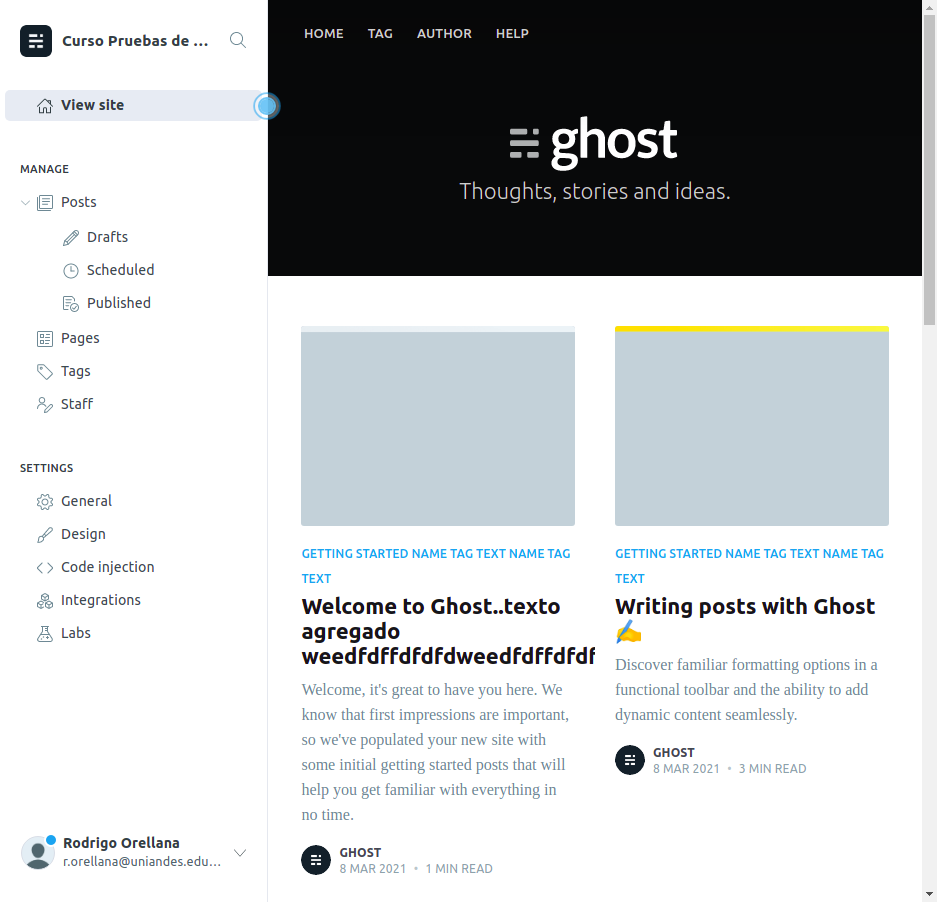 Curso Pruebas de ...
View site
MANAGE
Posts
Drafts
Scheduled
Published
Pages
Tags
Staff
SETTINGS
General
Design
Code injection
Integrations
Labs
Rodrigo Orellana
r.orellana@uniandes.edu...
HOME TAG AUTHOR HELP
ghost
Thoughts, stories and ideas.
GETTING STARTED NAME TAG TEXT NAME TAG
TEXT
Welcome to Ghost..texto
agregado
weedfdffdfdfdweedfdffdfdf
Welcome, it's great to have you here. We
know that first impressions are important,
so we've populated your new site with
some initial getting started posts that will
help you get familiar with everything in
no time.
GHOST
8 MAR 2021 • 1 MIN READ
GETTING STARTED NAME TAG TEXT NAME TAG
TEXT
Writing posts with Ghost
✍️
Discover familiar formatting options in a
functional toolbar and the ability to add
dynamic content seamlessly.
GHOST
8 MAR 2021 • 3 MIN READ